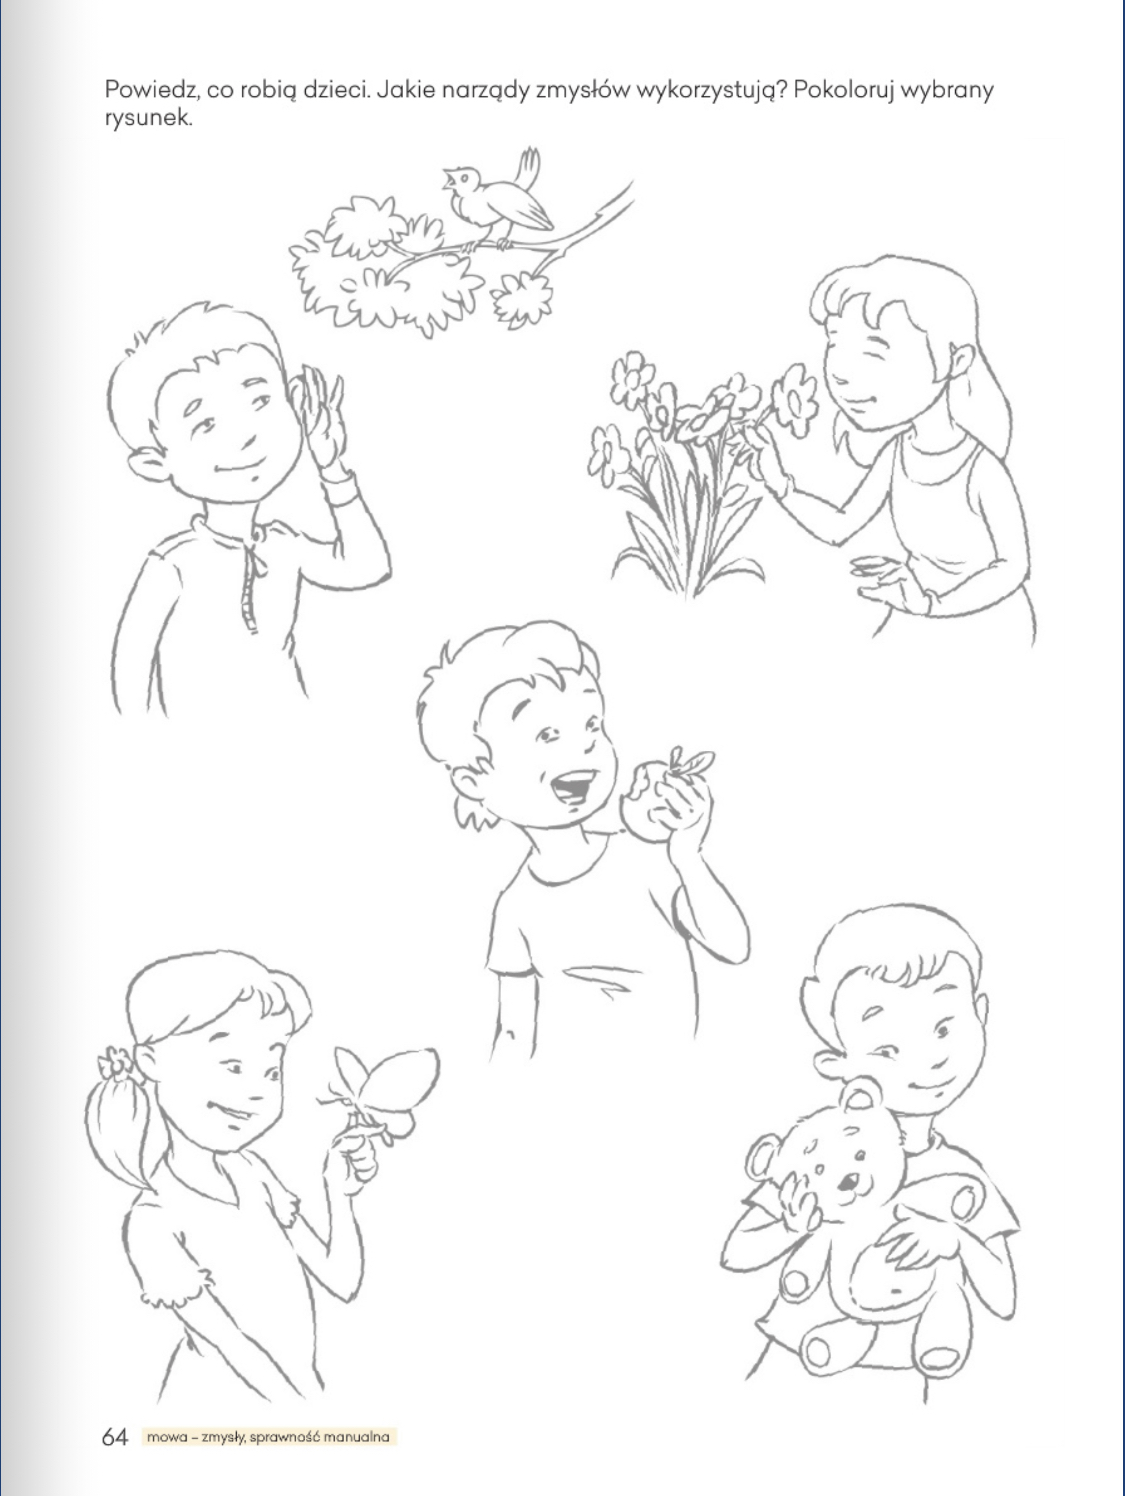 Powiedz, co robią dzieci. Jakie narządy zmysłów wykorzystują? Pokoloruj wybrany
rysunek.
64 mowa – zmysły, sprawność manualna